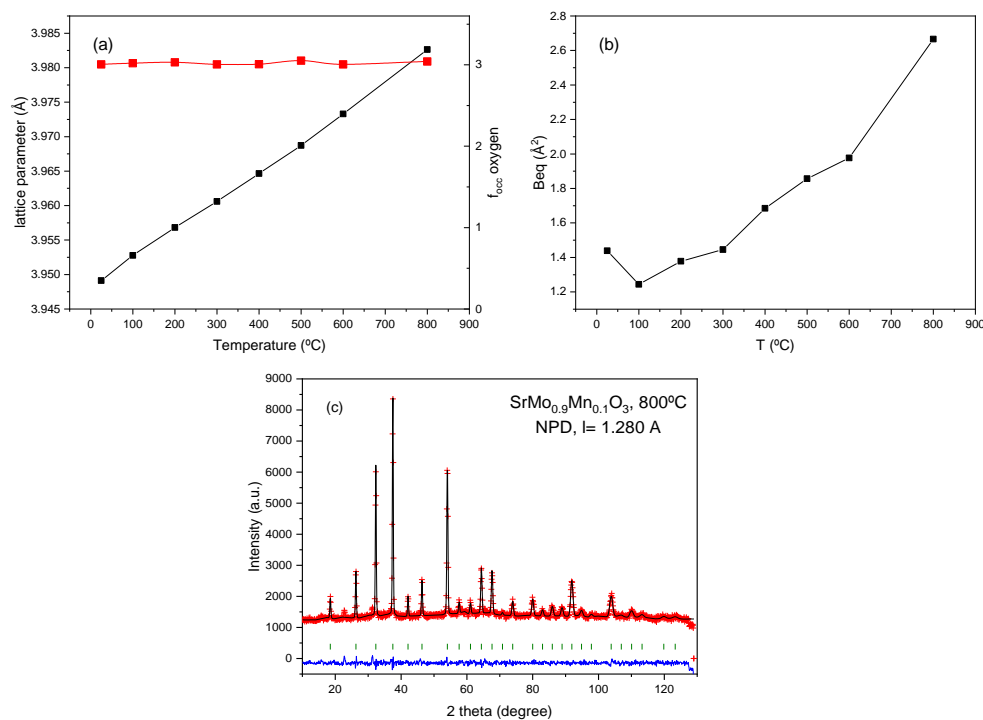 (a)
3.985
3.980
3.975
3.970
3.965
3.960
3.955
3.950
3.945
lattice parameter (Å)
3
2
1
0
f_occ oxygen
0 100 200 300 400 500 600 700 800 900
Temperature (ºC)
(b)
2.8
2.6
2.4
2.2
2.0
1.8
1.6
1.4
1.2
Beq (Å²)
0 100 200 300 400 500 600 700 800 900
T (ºC)
(c)
SrMo₀.₉Mn₀.₁O₃, 800ºC
NPD, l= 1.280 A
9000
8000
7000
6000
5000
4000
3000
2000
1000
0
Intensity (a.u.)
20 40 60 80 100 120
2 theta (degree)